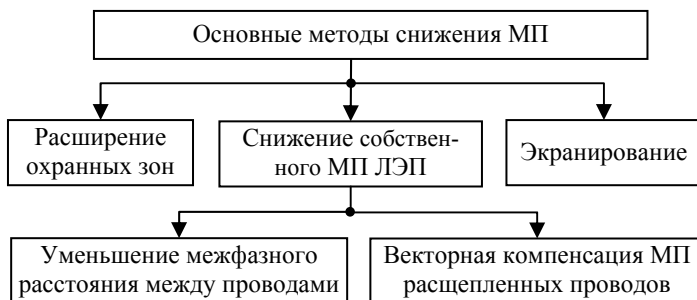 Основные методы снижения МП
Расширение
охранных зон
Снижение собствен-
ного МП ЛЭП
Экранирование
Уменьшение межфазного
расстояния между проводами
Векторная компенсация МП
расщепленных проводов